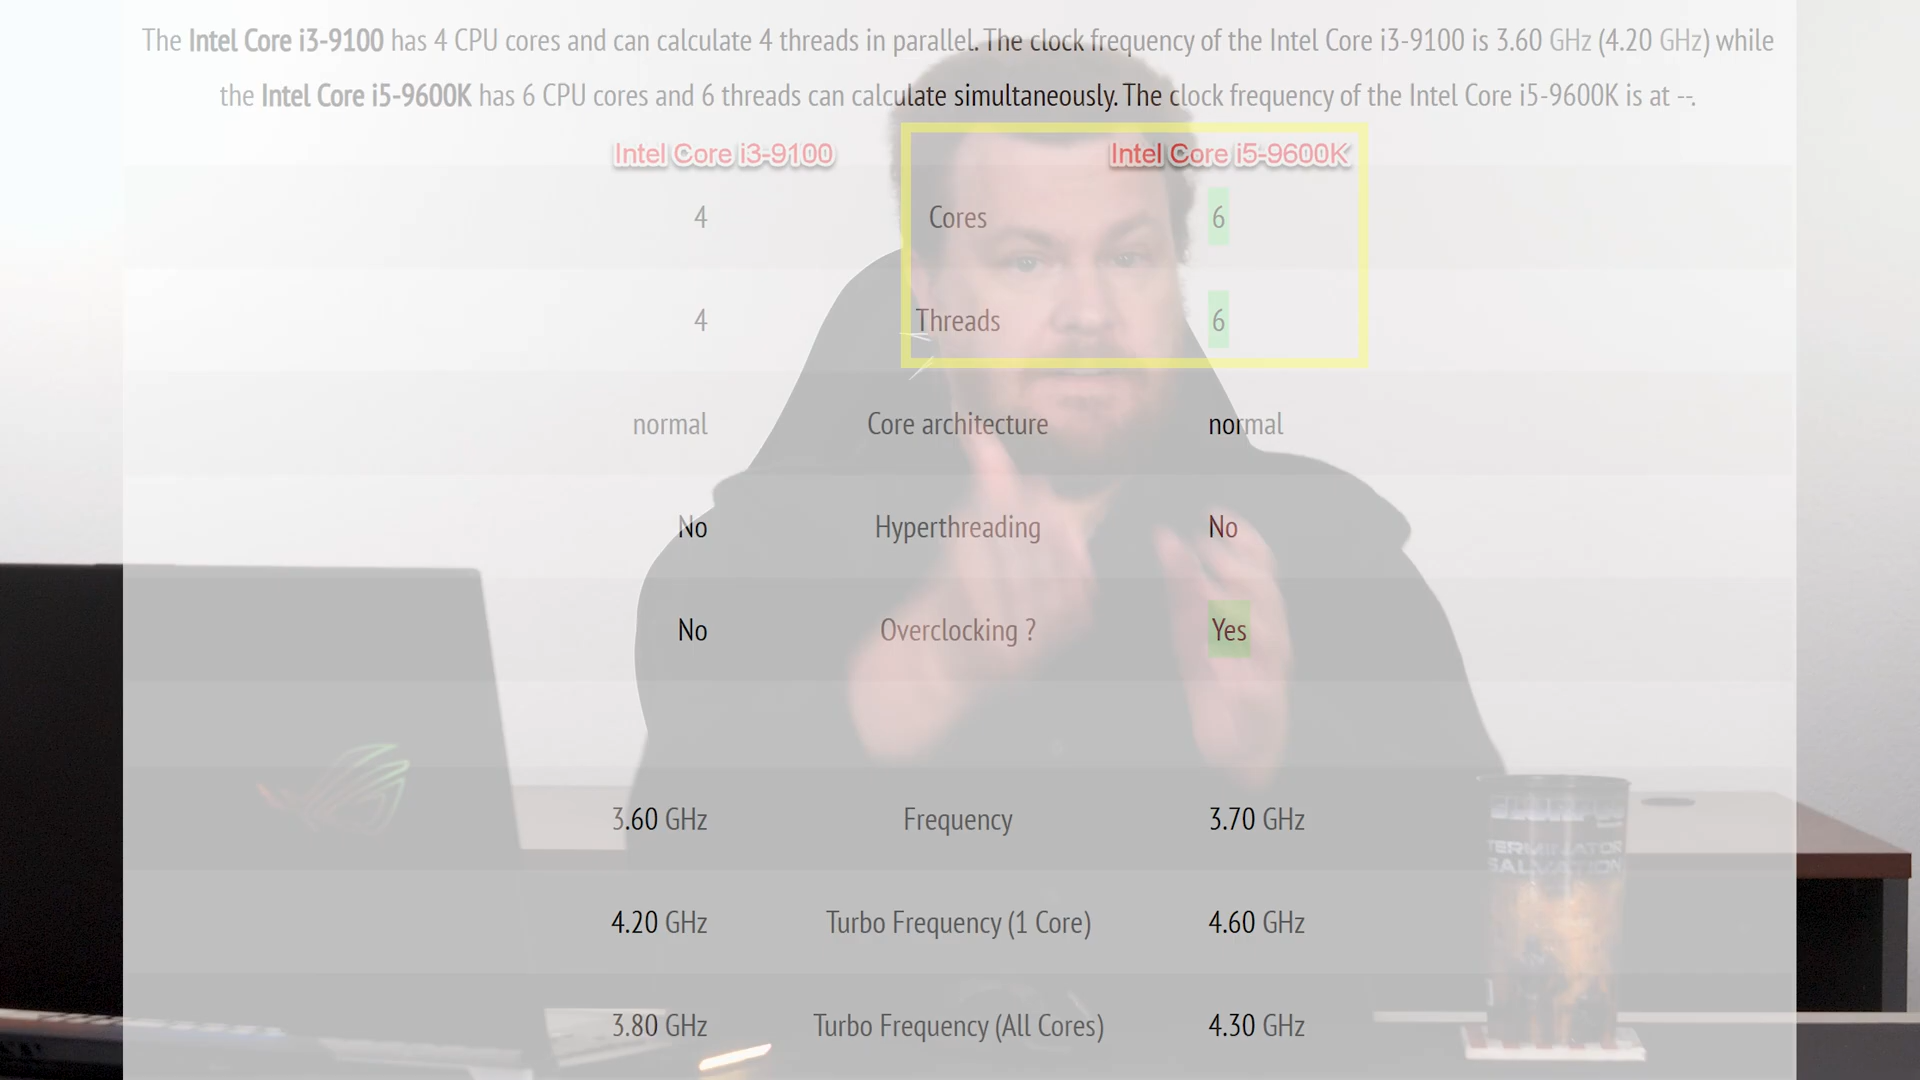 The Intel Core i3-9100 has 4 CPU cores and can calculate 4 threads in parallel. The clock frequency of the Intel Core i3-9100 is 3.60 GHz (4.20 GHz) while
the Intel Core i5-9600K has 6 CPU cores and 6 threads can calculate simultaneously. The clock frequency of the Intel Core i5-9600K is at --.
Intel Core i3-9100 Intel Core i5-9600K
4 Cores 6
4 Threads 6
normal Core architecture normal
No Hyperthreading No
No Overclocking ? Yes
3.60 GHz Frequency 3.70 GHz
TERMINATOR
SALVATION
4.20 GHz Turbo Frequency (1 Core) 4.60 GHz
3.80 GHz Turbo Frequency (All Cores) 4.30 GHz